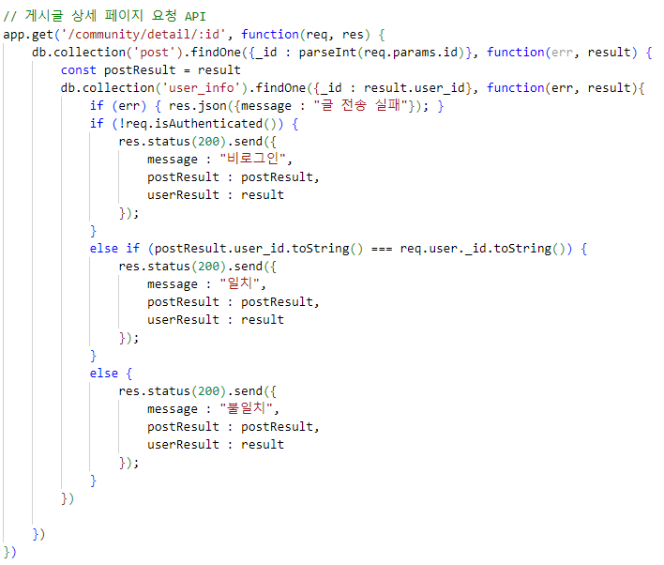 // 게시글 상세 페이지 요청 API
app.get('/community/detail/:id', function(req, res) {
    db.collection('post').findOne({_id : parseInt(req.params.id)}, function(err, result) {
        const postResult = result
        db.collection('user_info').findOne({_id : result.user_id}, function(err, result){
            if (err) { res.json({message : "글 전송 실패"}); }
            if (!req.isAuthenticated()) {
                res.status(200).send({
                    message : "비로그인",
                    postResult : postResult,
                    userResult : result
                });
            }
            else if (postResult.user_id.toString() === req.user._id.toString()) {
                res.status(200).send({
                    message : "일치",
                    postResult : postResult,
                    userResult : result
                });
            }
            else {
                res.status(200).send({
                    message : "불일치",
                    postResult : postResult,
                    userResult : result
                });
            }
        })

    })
})